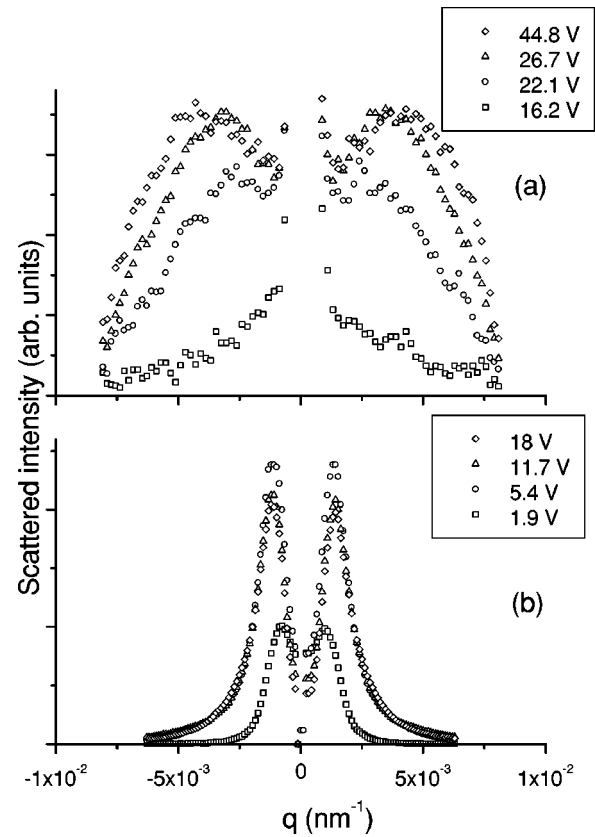 44.8 V
26.7 V
22.1 V
16.2 V
(a)
Scattered intensity (arb. units)
18 V
11.7 V
5.4 V
1.9 V
(b)
-1x10⁻² -5x10⁻³ 0 5x10⁻³ 1x10⁻²
q (nm⁻¹)